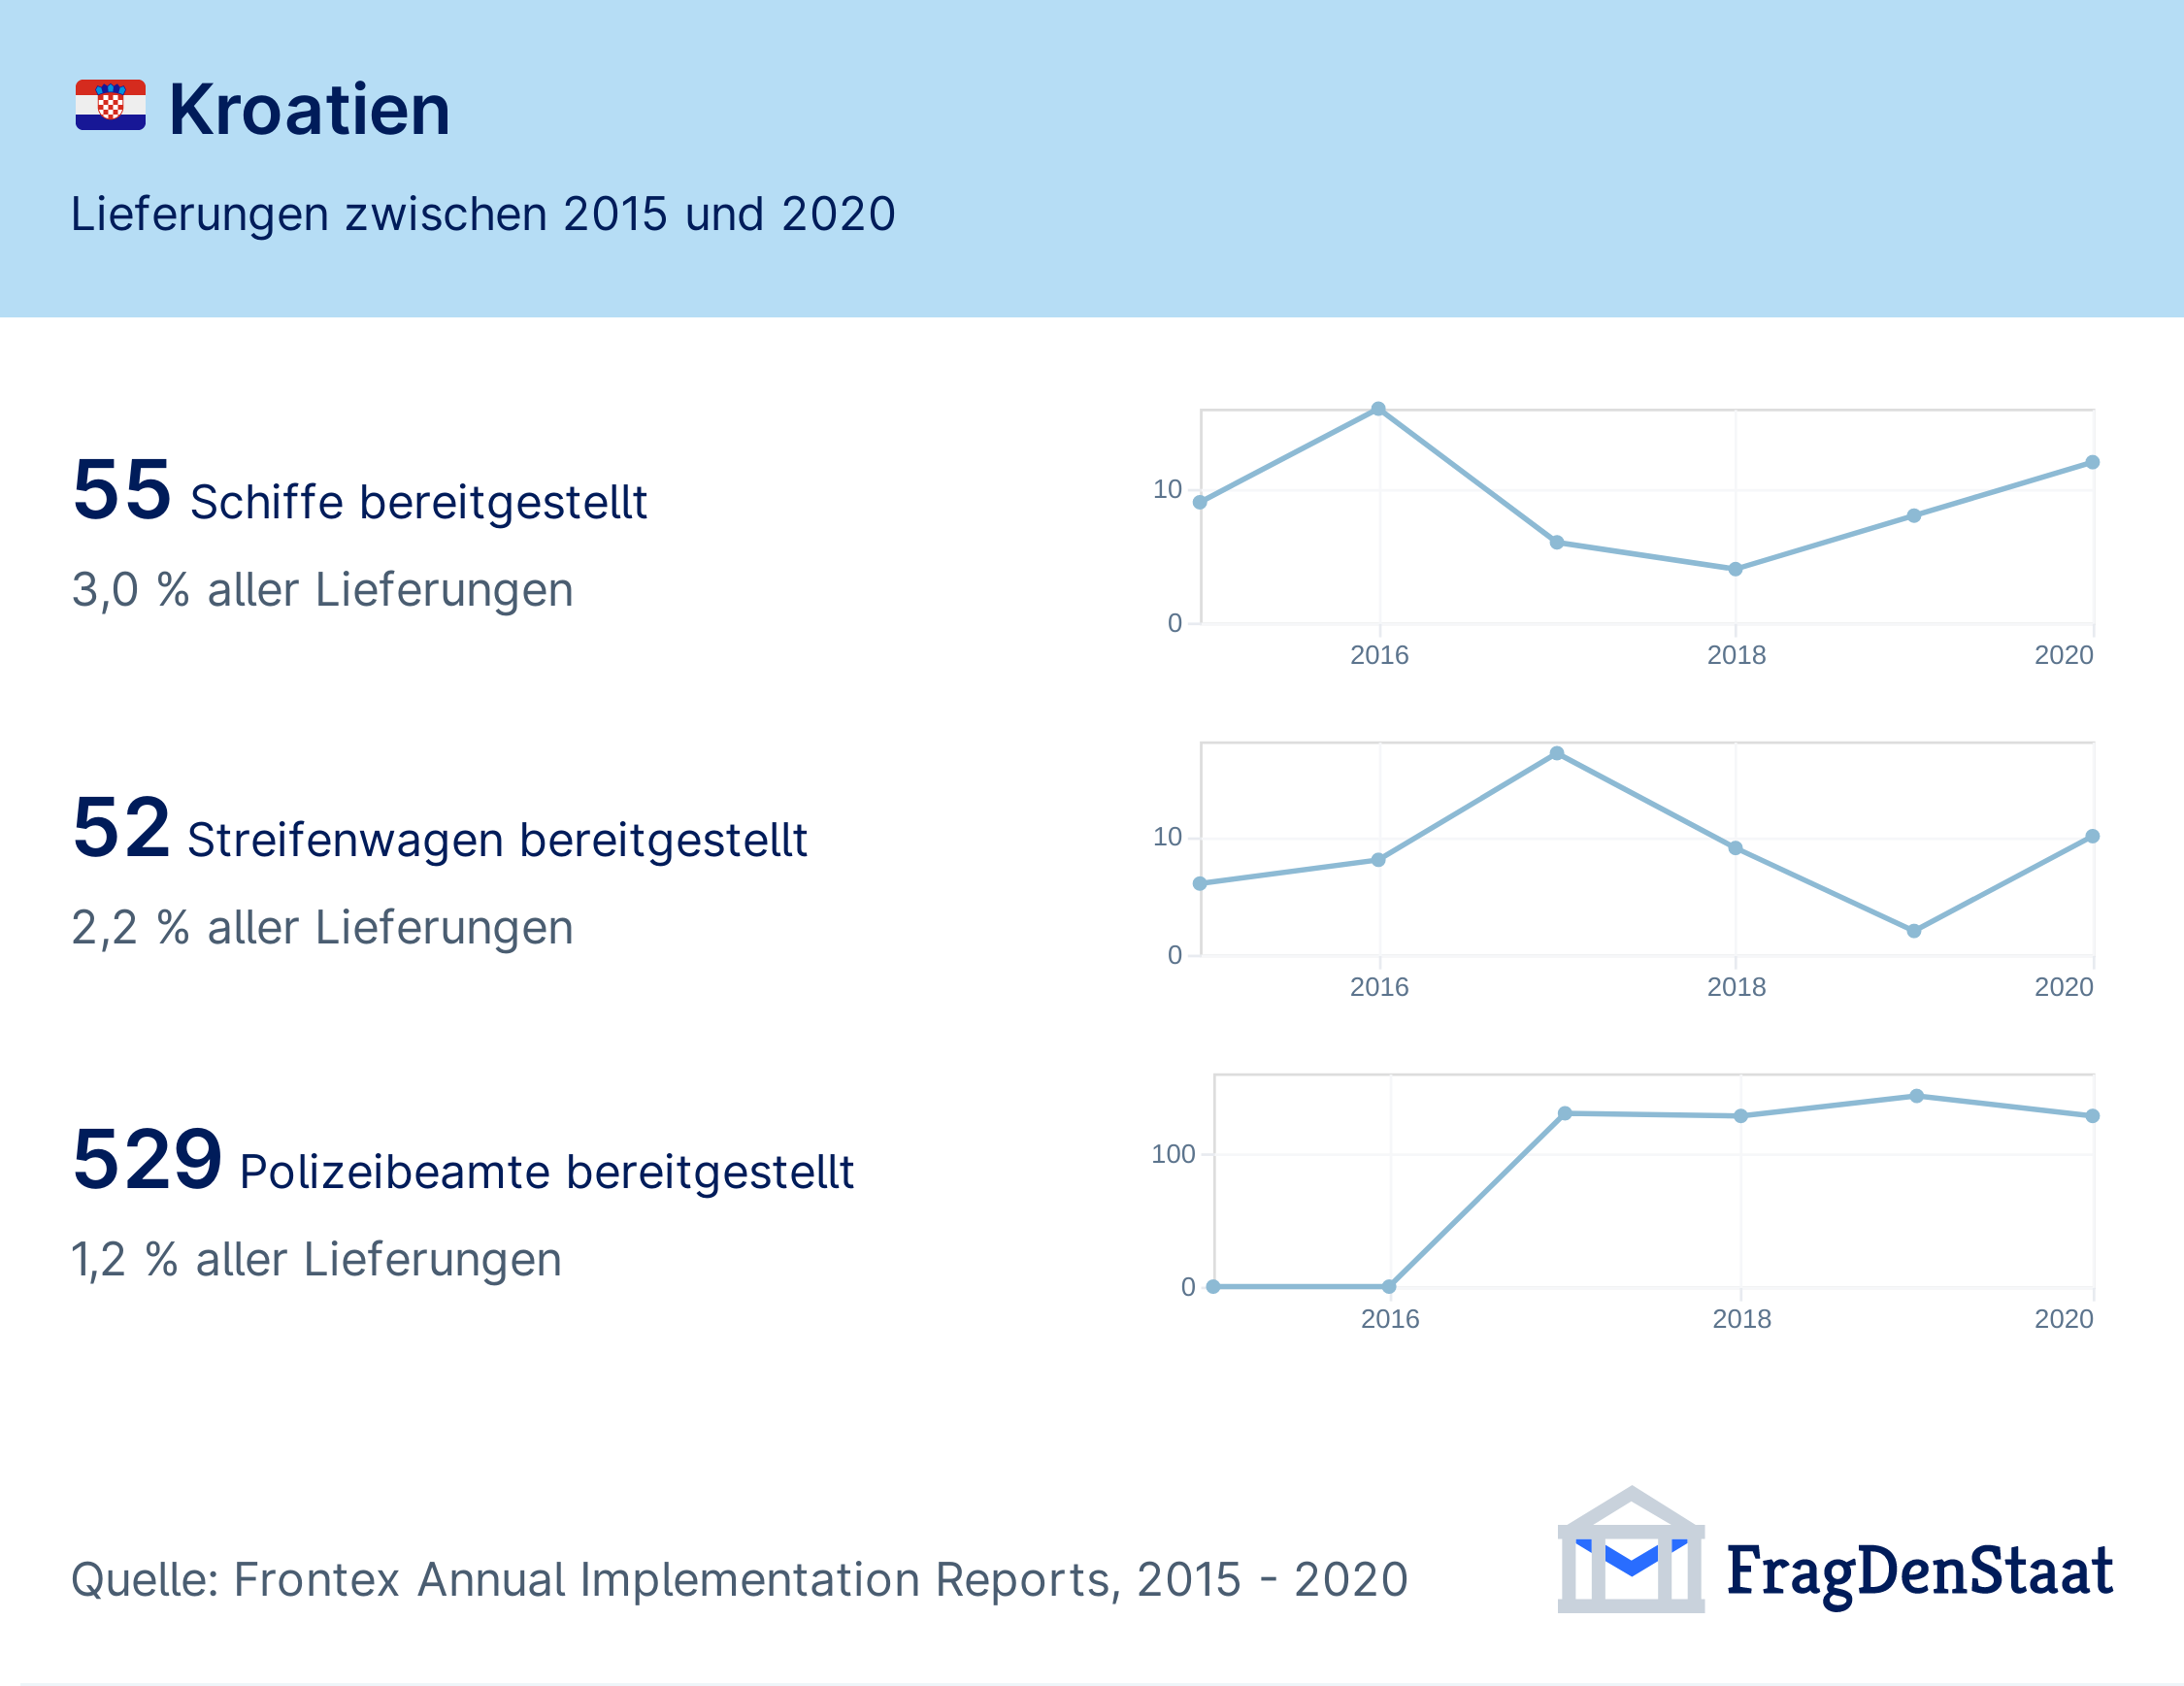 Kroatien
Lieferungen zwischen 2015 und 2020
55 Schiffe bereitgestellt
3,0 % aller Lieferungen
10
0
2016 2018 2020
52 Streifenwagen bereitgestellt
2,2 % aller Lieferungen
10
0
2016 2018 2020
529 Polizeibeamte bereitgestellt
1,2 % aller Lieferungen
100
0
2016 2018 2020
Quelle: Frontex Annual Implementation Reports, 2015 - 2020
FragDenStaat